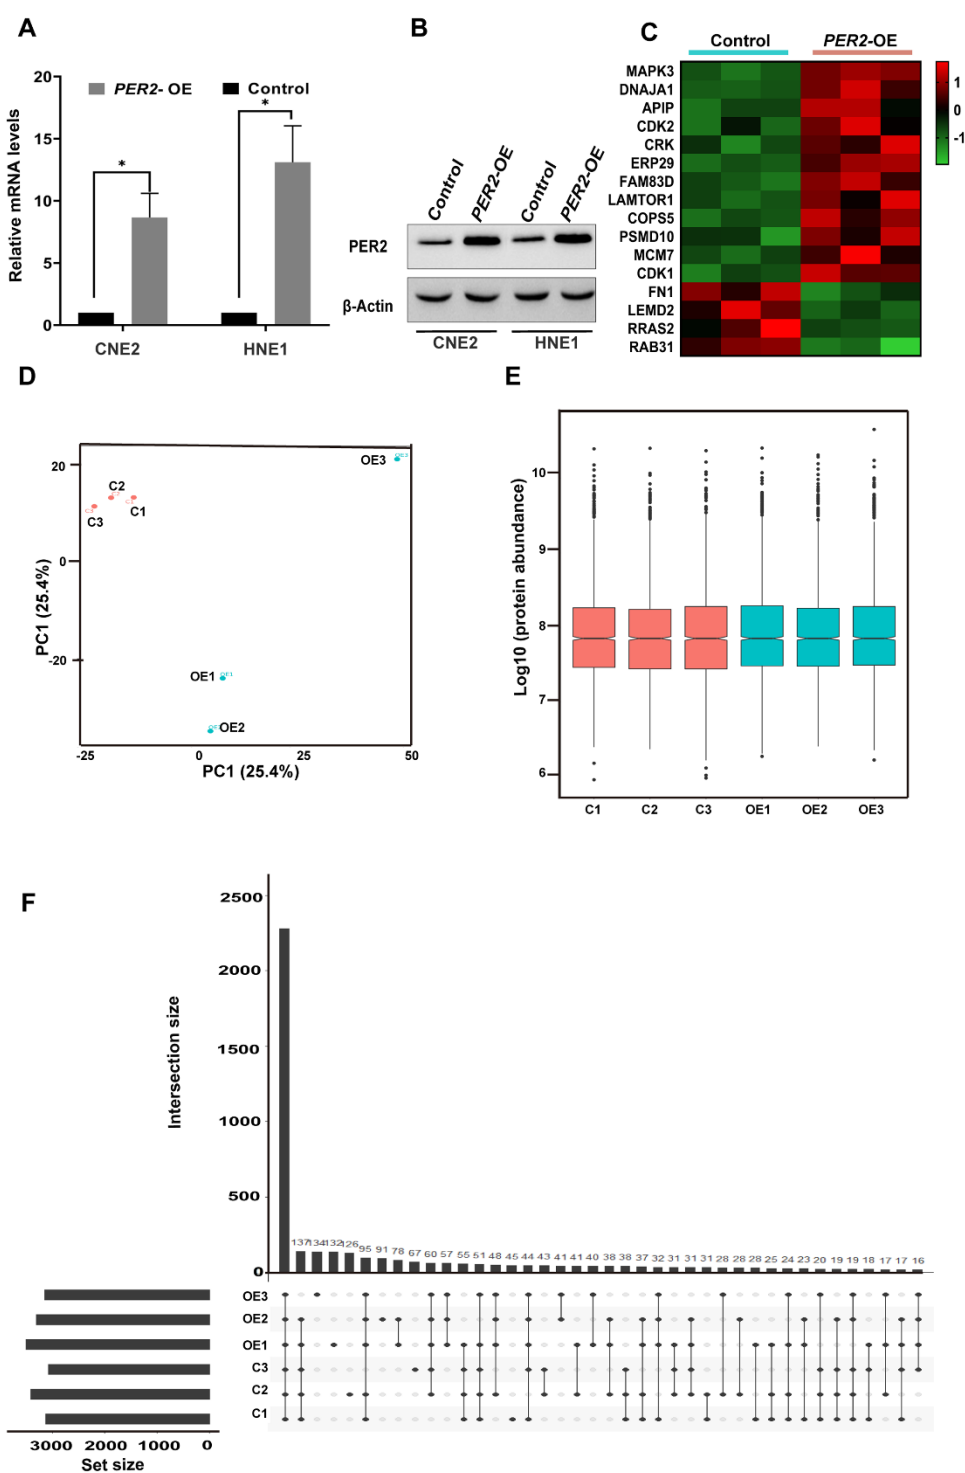 A
20
15
10
5
0
Relative mRNA levels
PER2- OE
Control
*
*
CNE2
HNE1
B
Control
PER2-OE
Control
PER2-OE
PER2
β-Actin
CNE2
HNE1
C
Control
PER2-OE
MAPK3
DNAJA1
APIP
CDK2
CRK
ERP29
FAM83D
LAMTOR1
COPS5
PSMD10
MCM7
CDK1
FN1
LEMD2
RRAS2
RAB31
1
0
-1
D
20
0
-20
PC1 (25.4%)
OE3
C2
C1
C3
OE1
OE2
-25
0
25
50
PC1 (25.4%)
E
10
9
8
7
6
Log10 (protein abundance)
C1 C2 C3 OE1 OE2 OE3
F
2500
2000
1500
1000
500
0
Intersection size
137 134 132 126 95 91 78 67 60 57 55 51 48 45 44 43 41 41 40 38 38 37 32 31 31 31 28 28 28 25 24 23 20 19 19 18 17 17 16
OE3
OE2
OE1
C3
C2
C1
3000 2000 1000 0
Set size